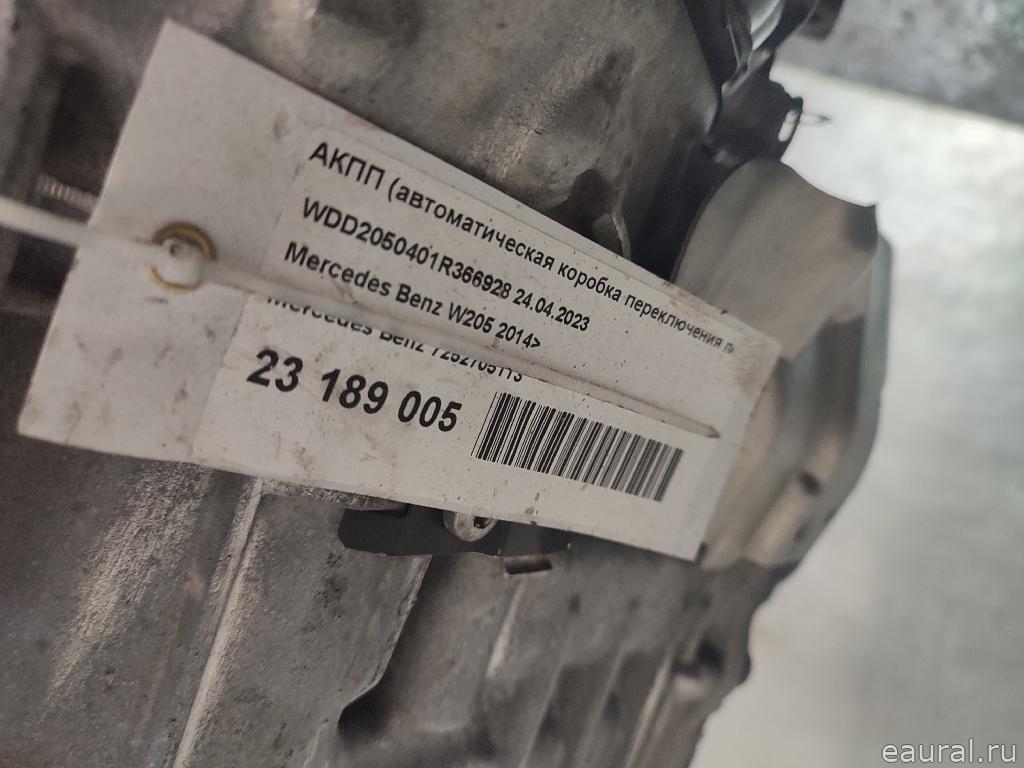 АКПП (автоматическая коробка переключения
WDD2050401R366928 24.04.2023
Mercedes Benz W205 2014>
Mercedes Benz 7252705113
23 189 005
eaural.ru